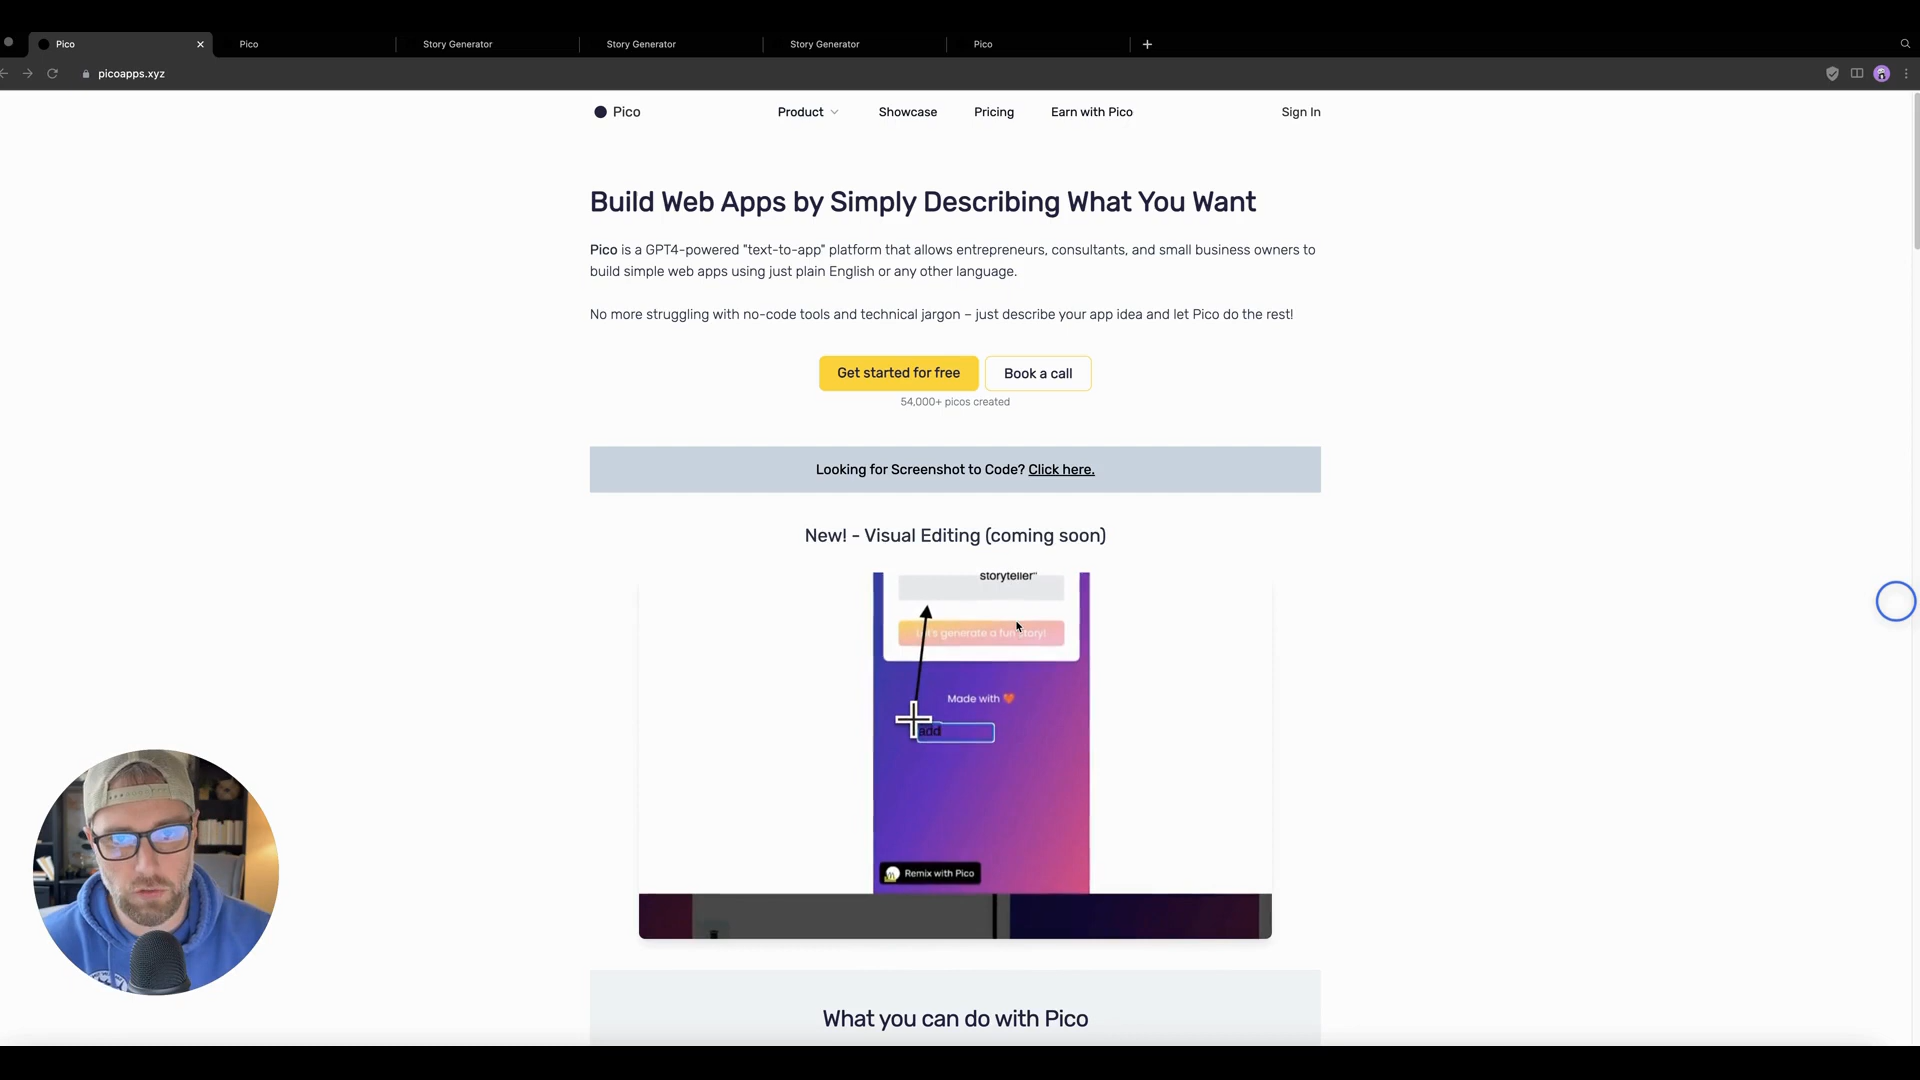 Pico
Pico
Story Generator
Story Generator
Story Generator
Pico
picoapps.xyz
Pico
Product
Showcase
Pricing
Earn with Pico
Sign In
Build Web Apps by Simply Describing What You Want
Pico is a GPT4-powered "text-to-app" platform that allows entrepreneurs, consultants, and small business owners to
build simple web apps using just plain English or any other language.
No more struggling with no-code tools and technical jargon – just describe your app idea and let Pico do the rest!
Get started for free
Book a call
54,000+ picos created
Looking for Screenshot to Code? Click here.
New! - Visual Editing (coming soon)
storyteller"
Let's generate a fun story!
Made with ❤️
add
Remix with Pico
What you can do with Pico